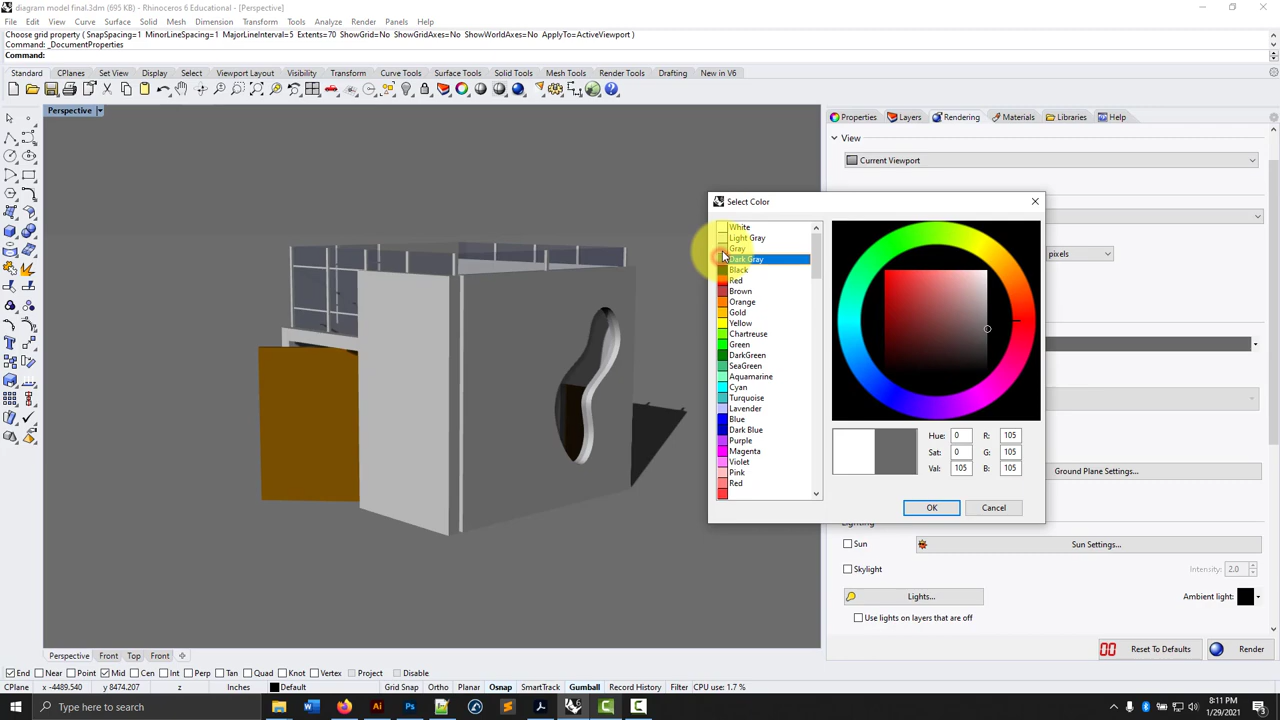 diagram model final.3dm (695 KB) - Rhinoceros 6 Educational - [Perspective]
File Edit View Curve Surface Solid Mesh Dimension Transform Tools Analyze Render Panels Help
Choose grid property ( SnapSpacing=1 MinorLineSpacing=1 MajorLineInterval=5 Extents=70 ShowGrid=No ShowGridAxes=No ShowWorldAxes=No ApplyTo=ActiveViewport )
Command: _DocumentProperties
Command:
Standard CPlanes Set View Display Select Viewport Layout Visibility Transform Curve Tools Surface Tools Solid Tools Mesh Tools Render Tools Drafting New in V6
Perspective
Properties Layers Rendering Materials Libraries Help
View
Current Viewport
Select Color
White
Light Gray
Gray
Dark Gray
Black
Red
Brown
Orange
Gold
Yellow
Chartreuse
Green
DarkGreen
SeaGreen
Aquamarine
Cyan
Turquoise
Lavender
Blue
Dark Blue
Purple
Magenta
Violet
Pink
Red
pixels
Hue: 0 R: 105
Sat: 0 G: 105
Val: 105 B: 105
OK Cancel
Ground Plane Settings...
Lighting
Sun Sun Settings...
Skylight Intensity: 2.0
Lights... Ambient light:
Use lights on layers that are off
Reset To Defaults Render
Perspective Front Top Front
End Near Point Mid Cen Int Perp Tan Quad Knot Vertex Project Disable
CPlane x -4489.540 y 8474.207 z Inches Default Grid Snap Ortho Planar Osnap SmartTrack Gumball Record History Filter CPU use: 1.7 %
Type here to search
8:11 PM
1/29/2021